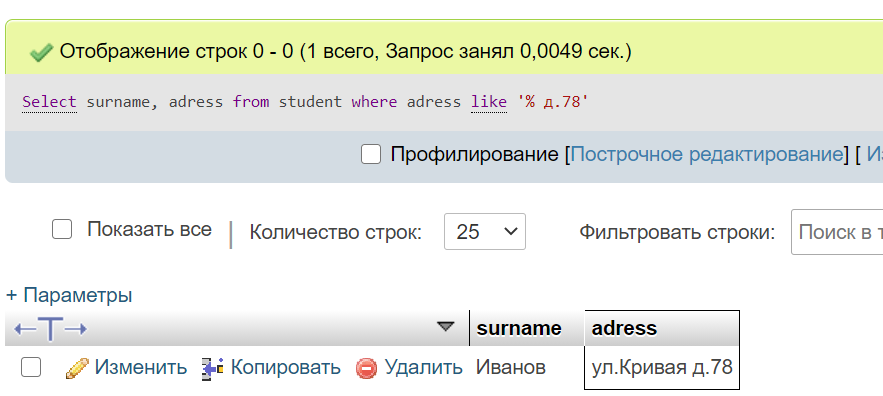 Отображение строк 0 - 0 (1 всего, Запрос занял 0,0049 сек.)
Select surname, adress from student where adress like '% д.78'
Профилирование [Построчное редактирование] [ Из
Показать все | Количество строк: 25 Фильтровать строки: Поиск в т
+ Параметры
←T→ surname adress
Изменить Копировать Удалить Иванов ул.Кривая д.78